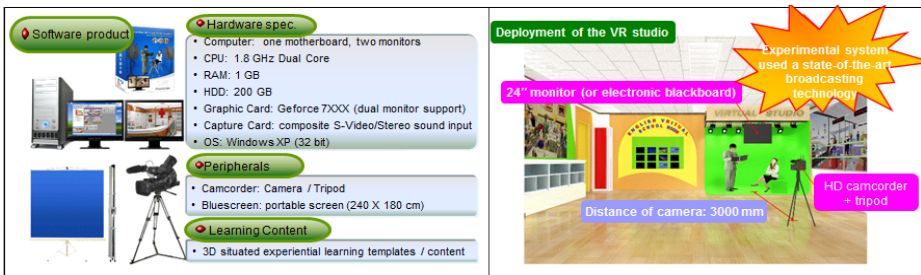 Software product
Hardware spec.
• Computer: one motherboard, two monitors
• CPU: 1.8 GHz Dual Core
• RAM: 1 GB
• HDD: 200 GB
• Graphic Card: Geforce 7XXX (dual monitor support)
• Capture Card: composite S-Video/Stereo sound input
• OS: Windows XP (32 bit)
Peripherals
• Camcorder: Camera / Tripod
• Bluescreen: portable screen (240 X 180 cm)
Learning Content
• 3D situated experiential learning templates / content
Deployment of the VR studio
Experimental system
used a state-of-the-art
broadcasting
technology
24" monitor (or electronic blackboard)
VIRTUAL STUDIO
HD camcorder
+ tripod
Distance of camera: 3000 mm